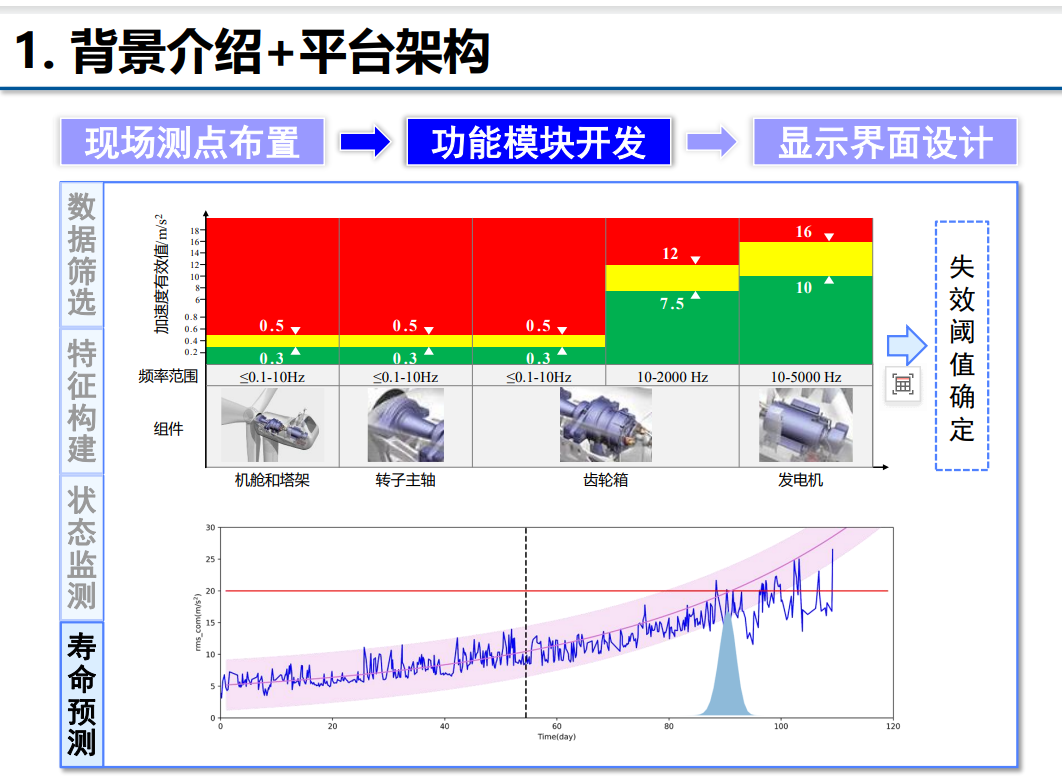 1. 背景介绍+平台架构
现场测点布置
功能模块开发
显示界面设计
数据筛选
特征构建
状态监测
寿命预测
加速度有效值/m/s²
18
16
14
12
10
8
6
0.8
0.6
0.4
0.2
0.5
0.3
0.5
0.3
0.5
0.3
12
7.5
16
10
频率范围
≤0.1-10Hz
≤0.1-10Hz
≤0.1-10Hz
10-2000 Hz
10-5000 Hz
组件
机舱和塔架
转子主轴
齿轮箱
发电机
失效阈值确定
rms_com(m/s²)
30
25
20
15
10
5
0
0
20
40
60
80
100
120
Time(day)